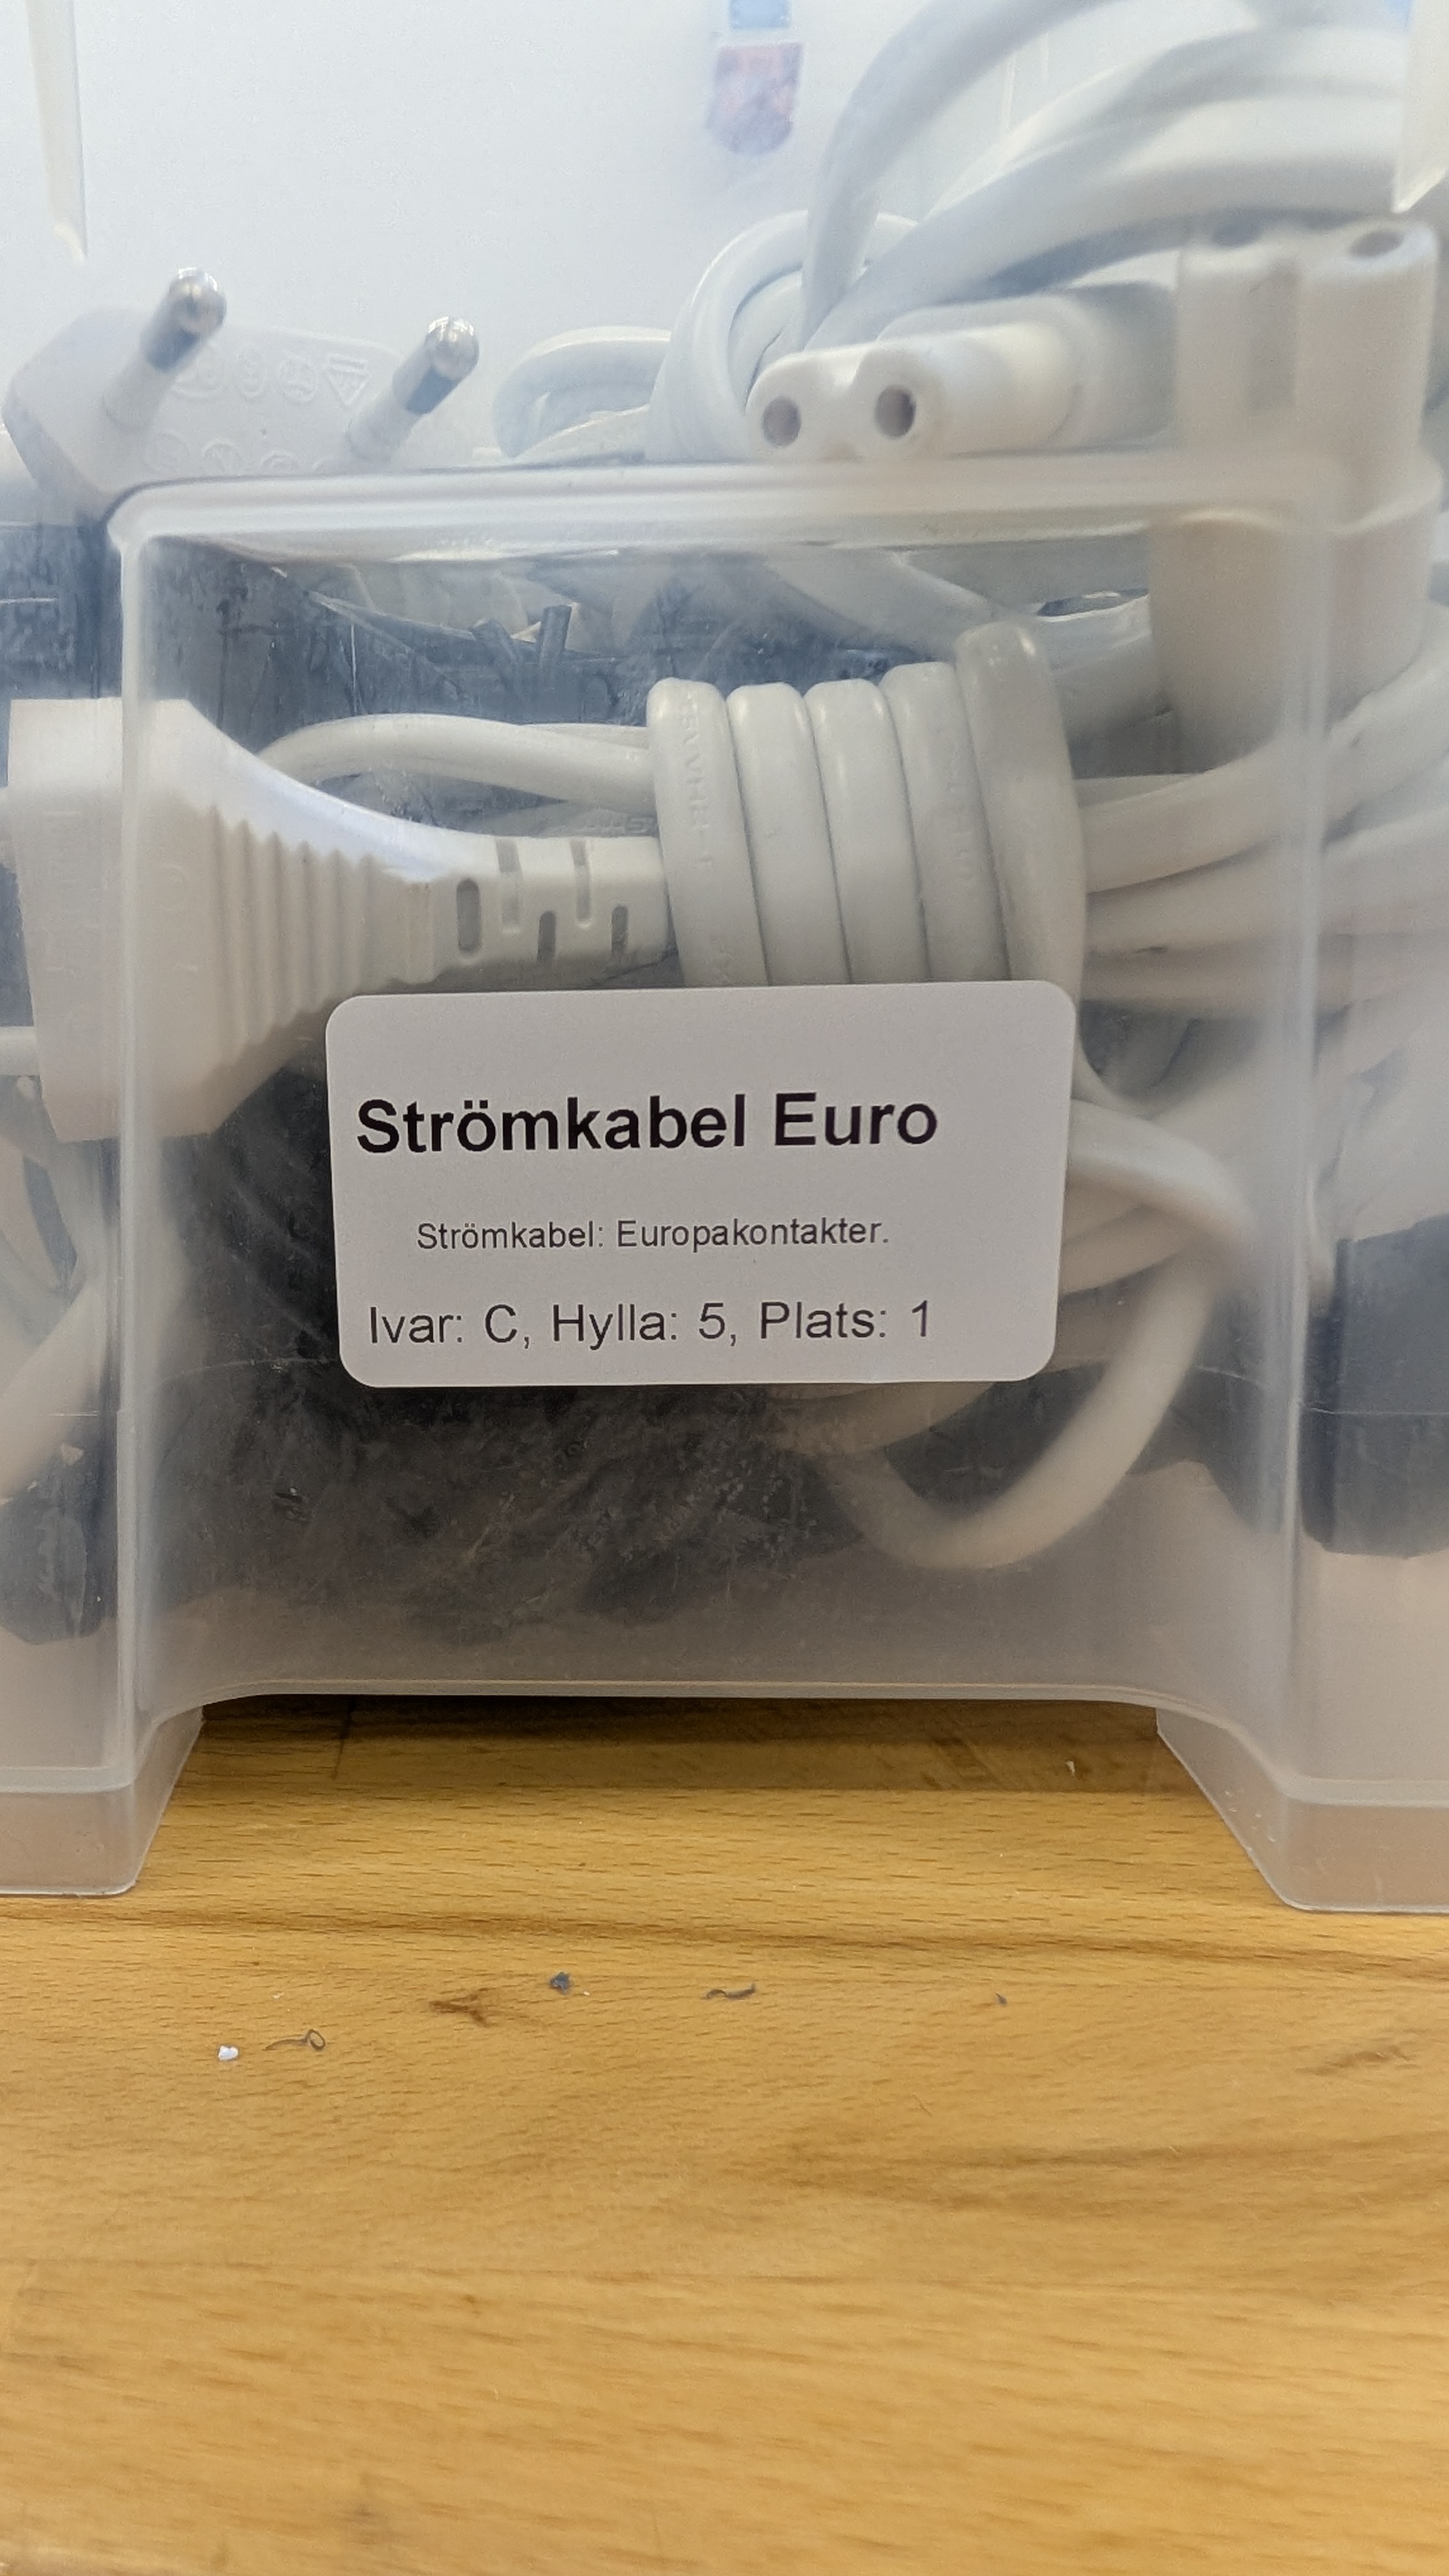 Strömkabel Euro
Strömkabel: Europakontakter.
Ivar: C, Hylla: 5, Plats: 1